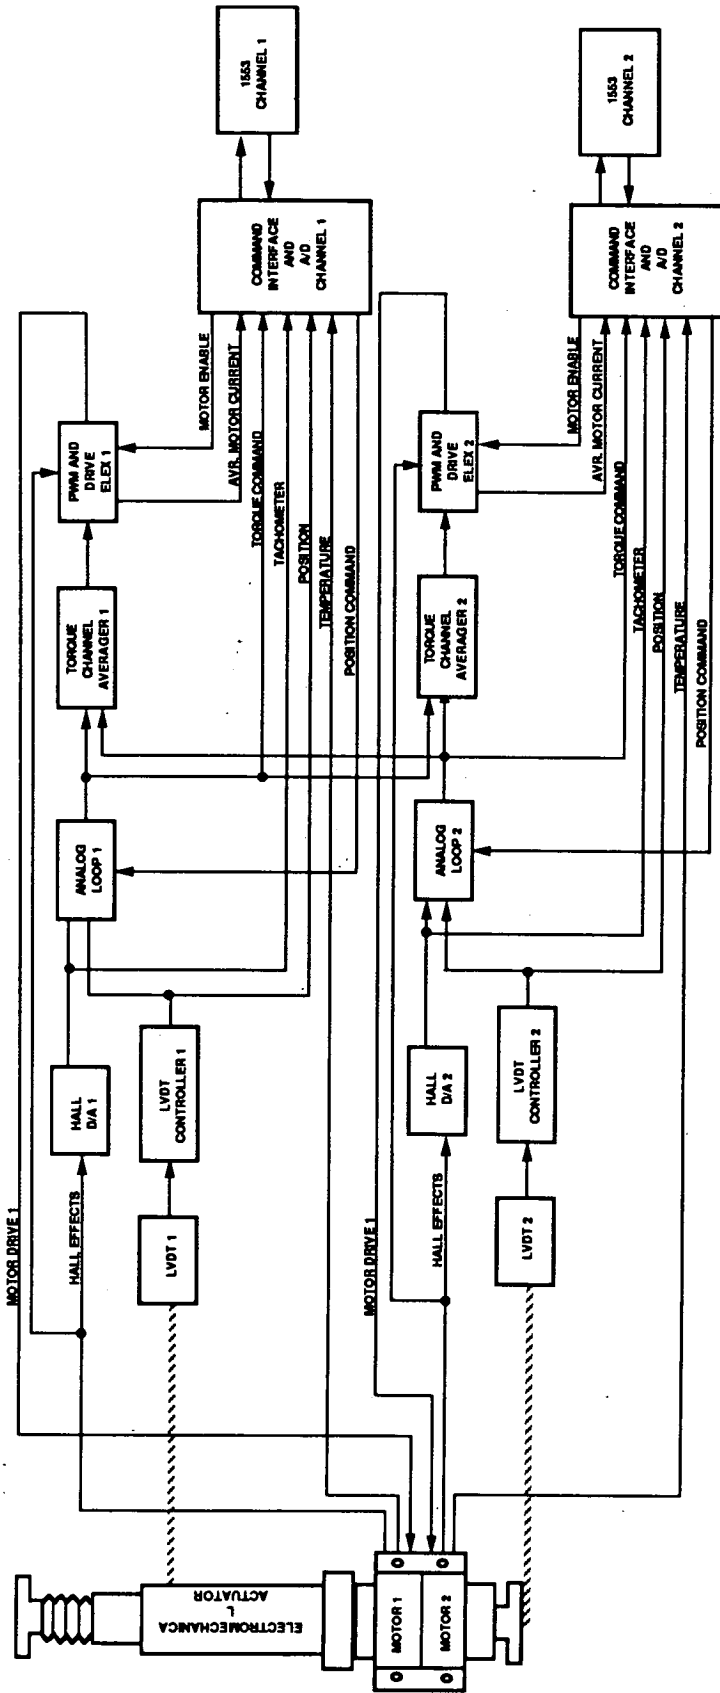 MOTOR DRIVE 1
HALL EFFECTS
HALL
D/A 1
LVDT 1
LVDT
CONTROLLER 1
ANALOG
LOOP 1
TORQUE
CHANNEL
AVERAGER 1
PWM AND
DRIVE
ELEX 1
MOTOR ENABLE
AVR. MOTOR CURRENT
TORQUE COMMAND
TACHOMETER
POSITION
TEMPERATURE
POSITION COMMAND
COMMAND
INTERFACE
AND
A/D
CHANNEL 1
1553
CHANNEL 1
ELECTROMECHANICA
L
ACTUATOR
MOTOR 1
MOTOR 2
MOTOR DRIVE 1
HALL EFFECTS
HALL
D/A 2
LVDT 2
LVDT
CONTROLLER 2
ANALOG
LOOP 2
TORQUE
CHANNEL
AVERAGER 2
PWM AND
DRIVE
ELEX 2
MOTOR ENABLE
AVR. MOTOR CURRENT
TORQUE COMMAND
TACHOMETER
POSITION
TEMPERATURE
POSITION COMMAND
COMMAND
INTERFACE
AND
A/D
CHANNEL 2
1553
CHANNEL 2